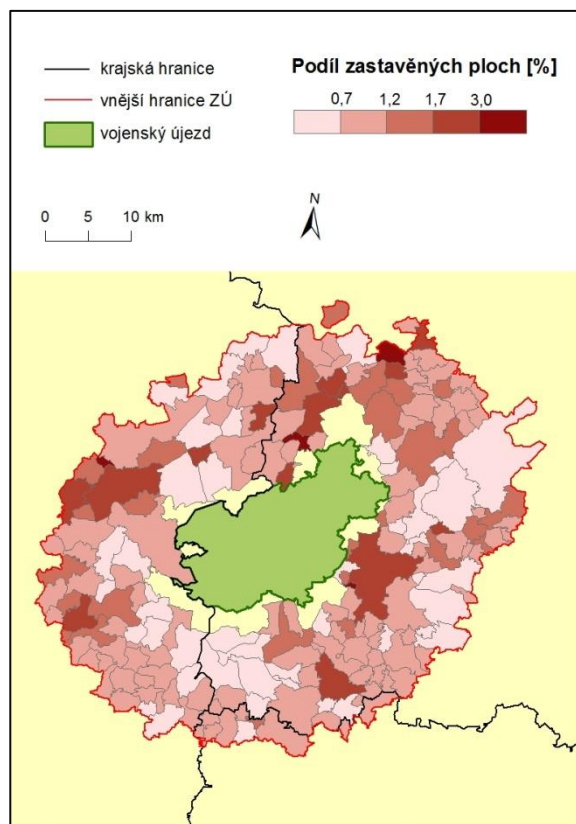 krajská hranice
vnější hranice ZÚ
vojenský újezd
Podíl zastavěných ploch [%]
0,7 1,2 1,7 3,0
0 5 10 km
N